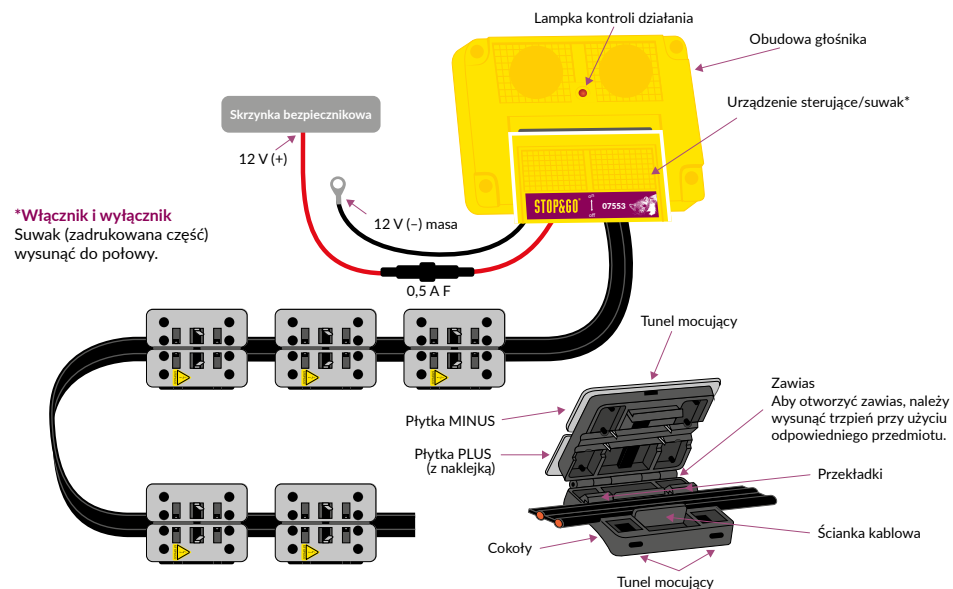 Lampka kontroli działania
Obudowa głośnika
Urządzenie sterujące/suwak*
Skrzynka bezpiecznikowa
12 V (+)
12 V (–) masa
0,5 A F
STOP&GO®
on
off
07553
*Włącznik i wyłącznik
Suwak (zadrukowana część)
wysunąć do połowy.
Tunel mocujący
Płytka MINUS
Płytka PLUS
(z naklejką)
Zawias
Aby otworzyć zawias, należy
wysunąć trzpień przy użyciu
odpowiedniego przedmiotu.
Przekładki
Ścianka kablowa
Cokoły
Tunel mocujący